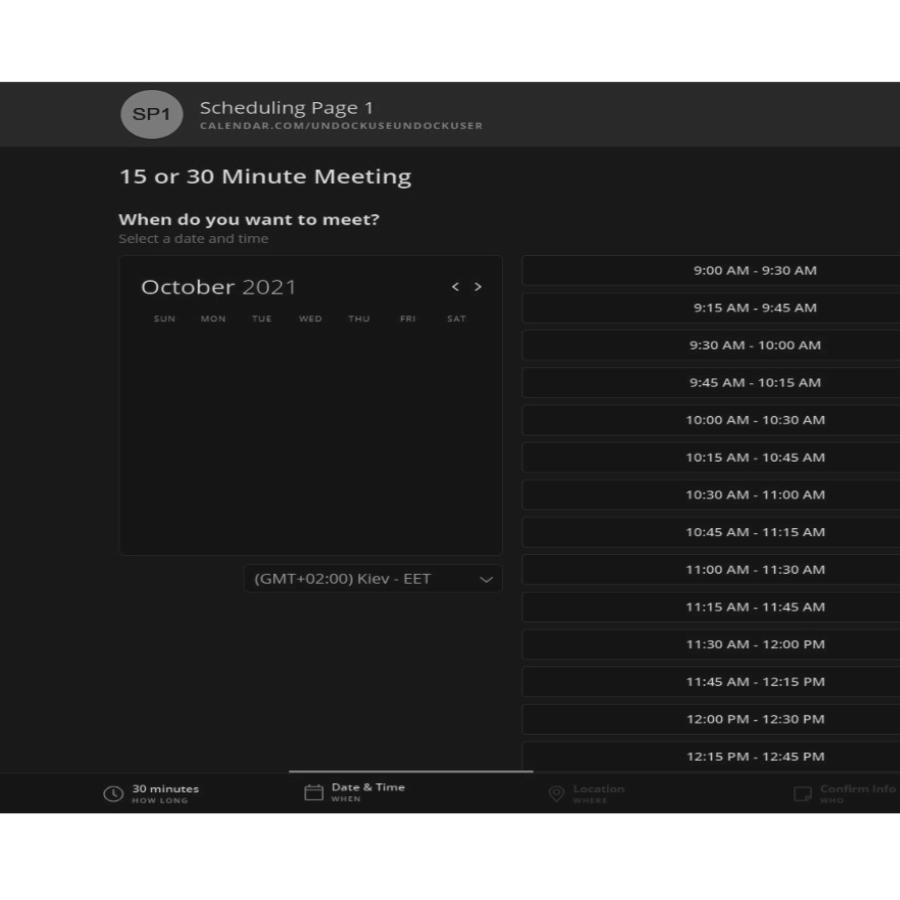 SP1
Scheduling Page 1
CALENDAR.COM/UNDOCKUSEUNDOCKUSER
15 or 30 Minute Meeting
When do you want to meet?
Select a date and time
October 2021
< >
SUN MON TUE WED THU FRI SAT
(GMT+02:00) Kiev - EET
9:00 AM - 9:30 AM
9:15 AM - 9:45 AM
9:30 AM - 10:00 AM
9:45 AM - 10:15 AM
10:00 AM - 10:30 AM
10:15 AM - 10:45 AM
10:30 AM - 11:00 AM
10:45 AM - 11:15 AM
11:00 AM - 11:30 AM
11:15 AM - 11:45 AM
11:30 AM - 12:00 PM
11:45 AM - 12:15 PM
12:00 PM - 12:30 PM
12:15 PM - 12:45 PM
30 minutes
HOW LONG
Date & Time
WHEN
Location
WHERE
Confirm Info
WHO